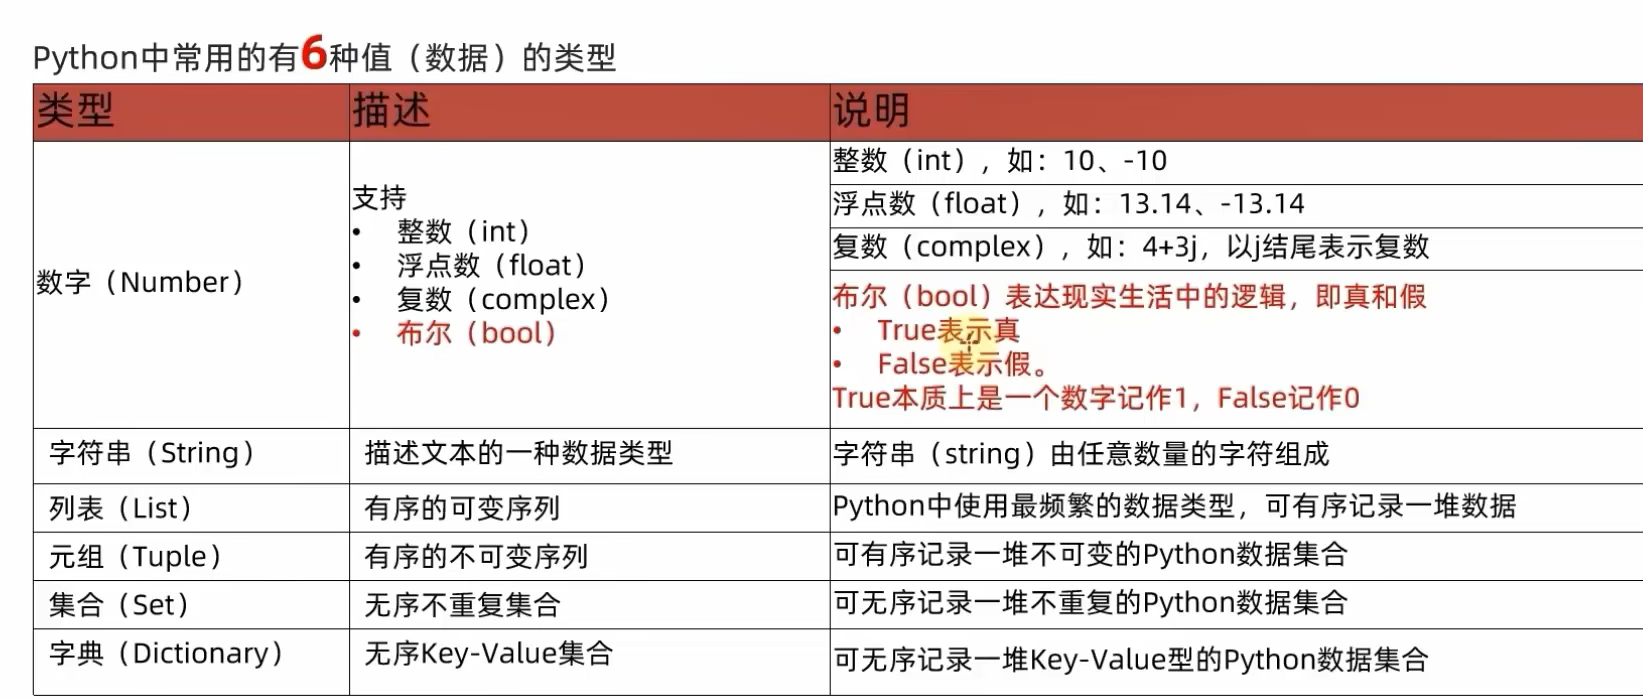 Python中常用的有6种值（数据）的类型
类型 描述 说明
数字（Number）
支持
• 整数（int）
• 浮点数（float）
• 复数（complex）
• 布尔（bool）
整数（int），如：10、-10
浮点数（float），如：13.14、-13.14
复数（complex），如：4+3j，以j结尾表示复数
布尔（bool）表达现实生活中的逻辑，即真和假
• True表示真
• False表示假。
True本质上是一个数字记作1，False记作0
字符串（String） 描述文本的一种数据类型 字符串（string）由任意数量的字符组成
列表（List） 有序的可变序列 Python中使用最频繁的数据类型，可有序记录一堆数据
元组（Tuple） 有序的不可变序列 可有序记录一堆不可变的Python数据集合
集合（Set） 无序不重复集合 可无序记录一堆不重复的Python数据集合
字典（Dictionary） 无序Key-Value集合 可无序记录一堆Key-Value型的Python数据集合